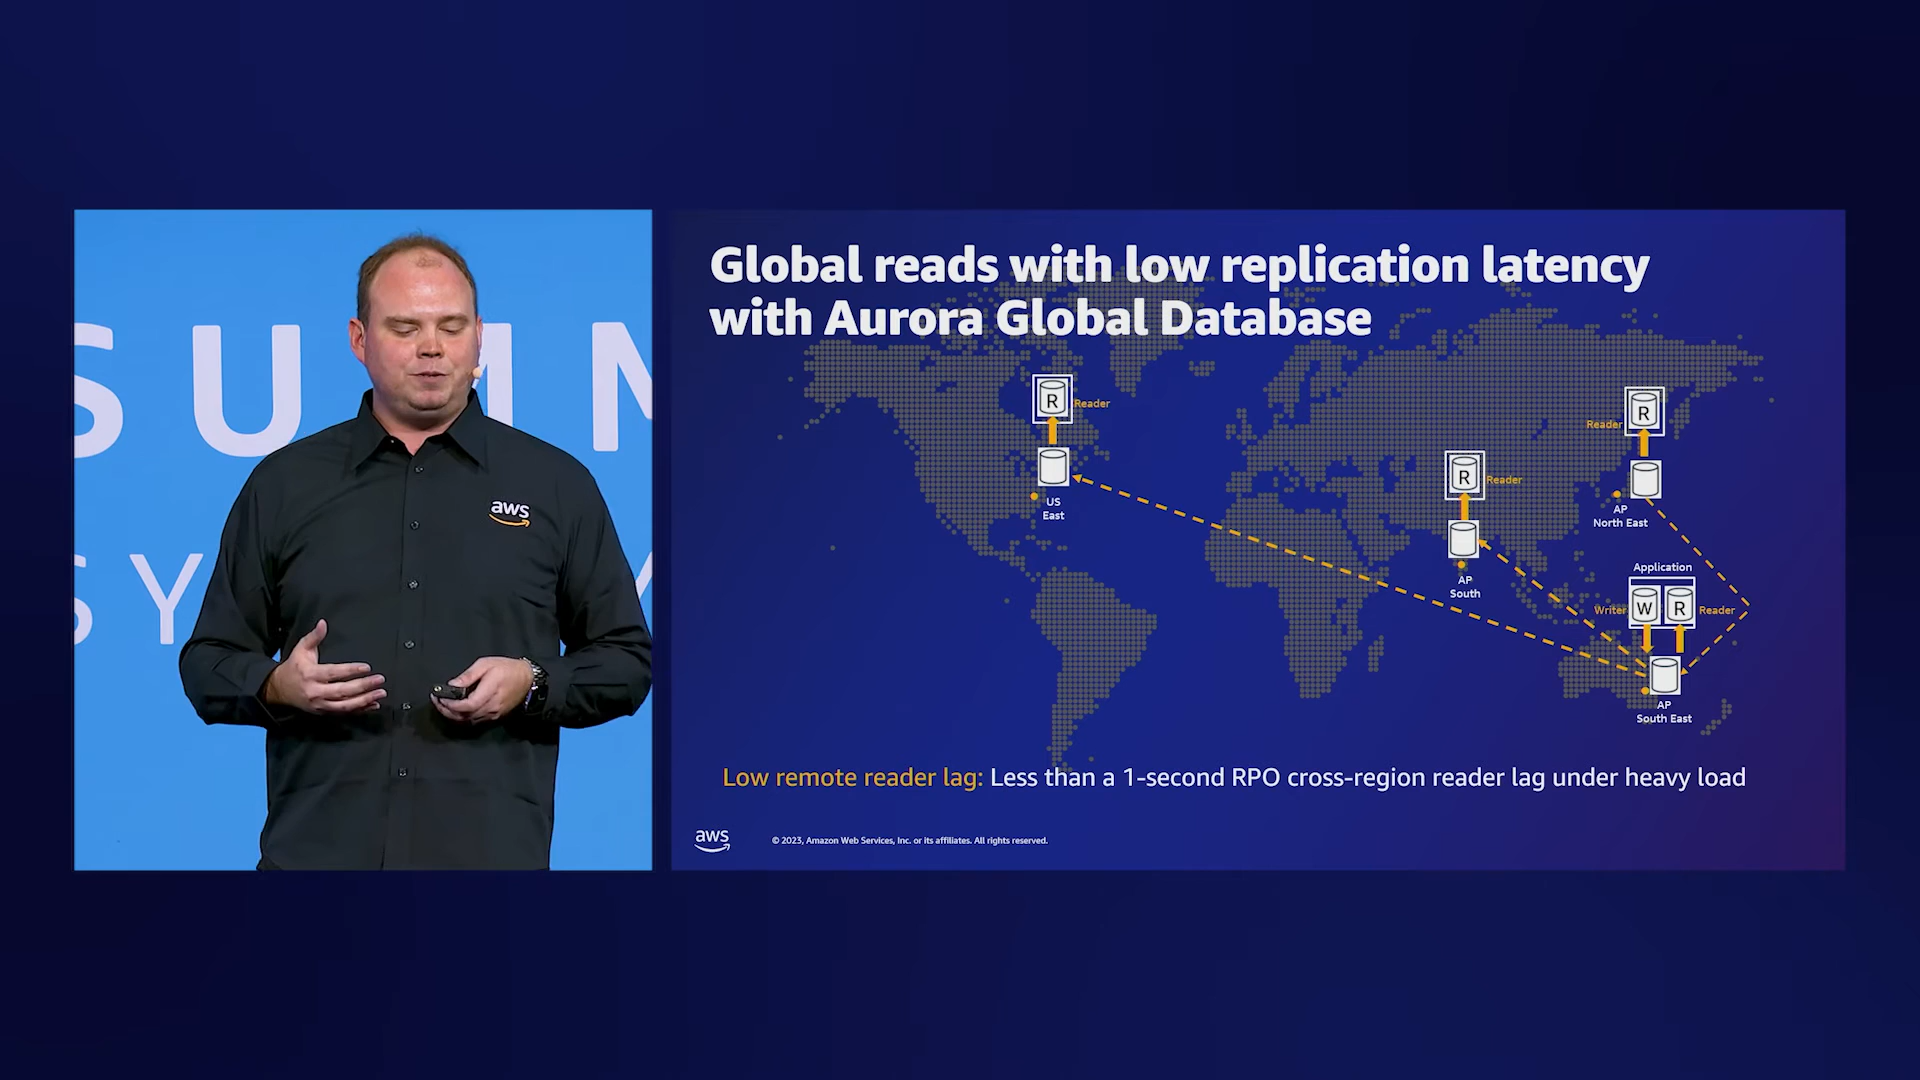 SUMM
SY
aws
Global reads with low replication latency
with Aurora Global Database
R
Reader
US
East
R
Reader
AP
South
R
Reader
AP
North East
Application
Writer
W
R
Reader
AP
South East
Low remote reader lag: Less than a 1-second RPO cross-region reader lag under heavy load
aws
© 2023, Amazon Web Services, Inc. or its affiliates. All rights reserved.